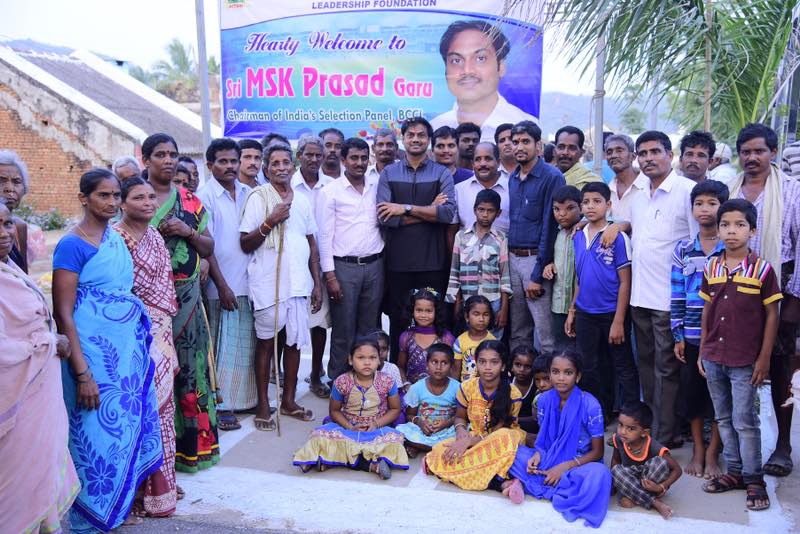 LEADERSHIP FOUNDATION
Hearty Welcome to
Sri MSK Prasad Garu
Chairman of India's Selection Panel, BCCI